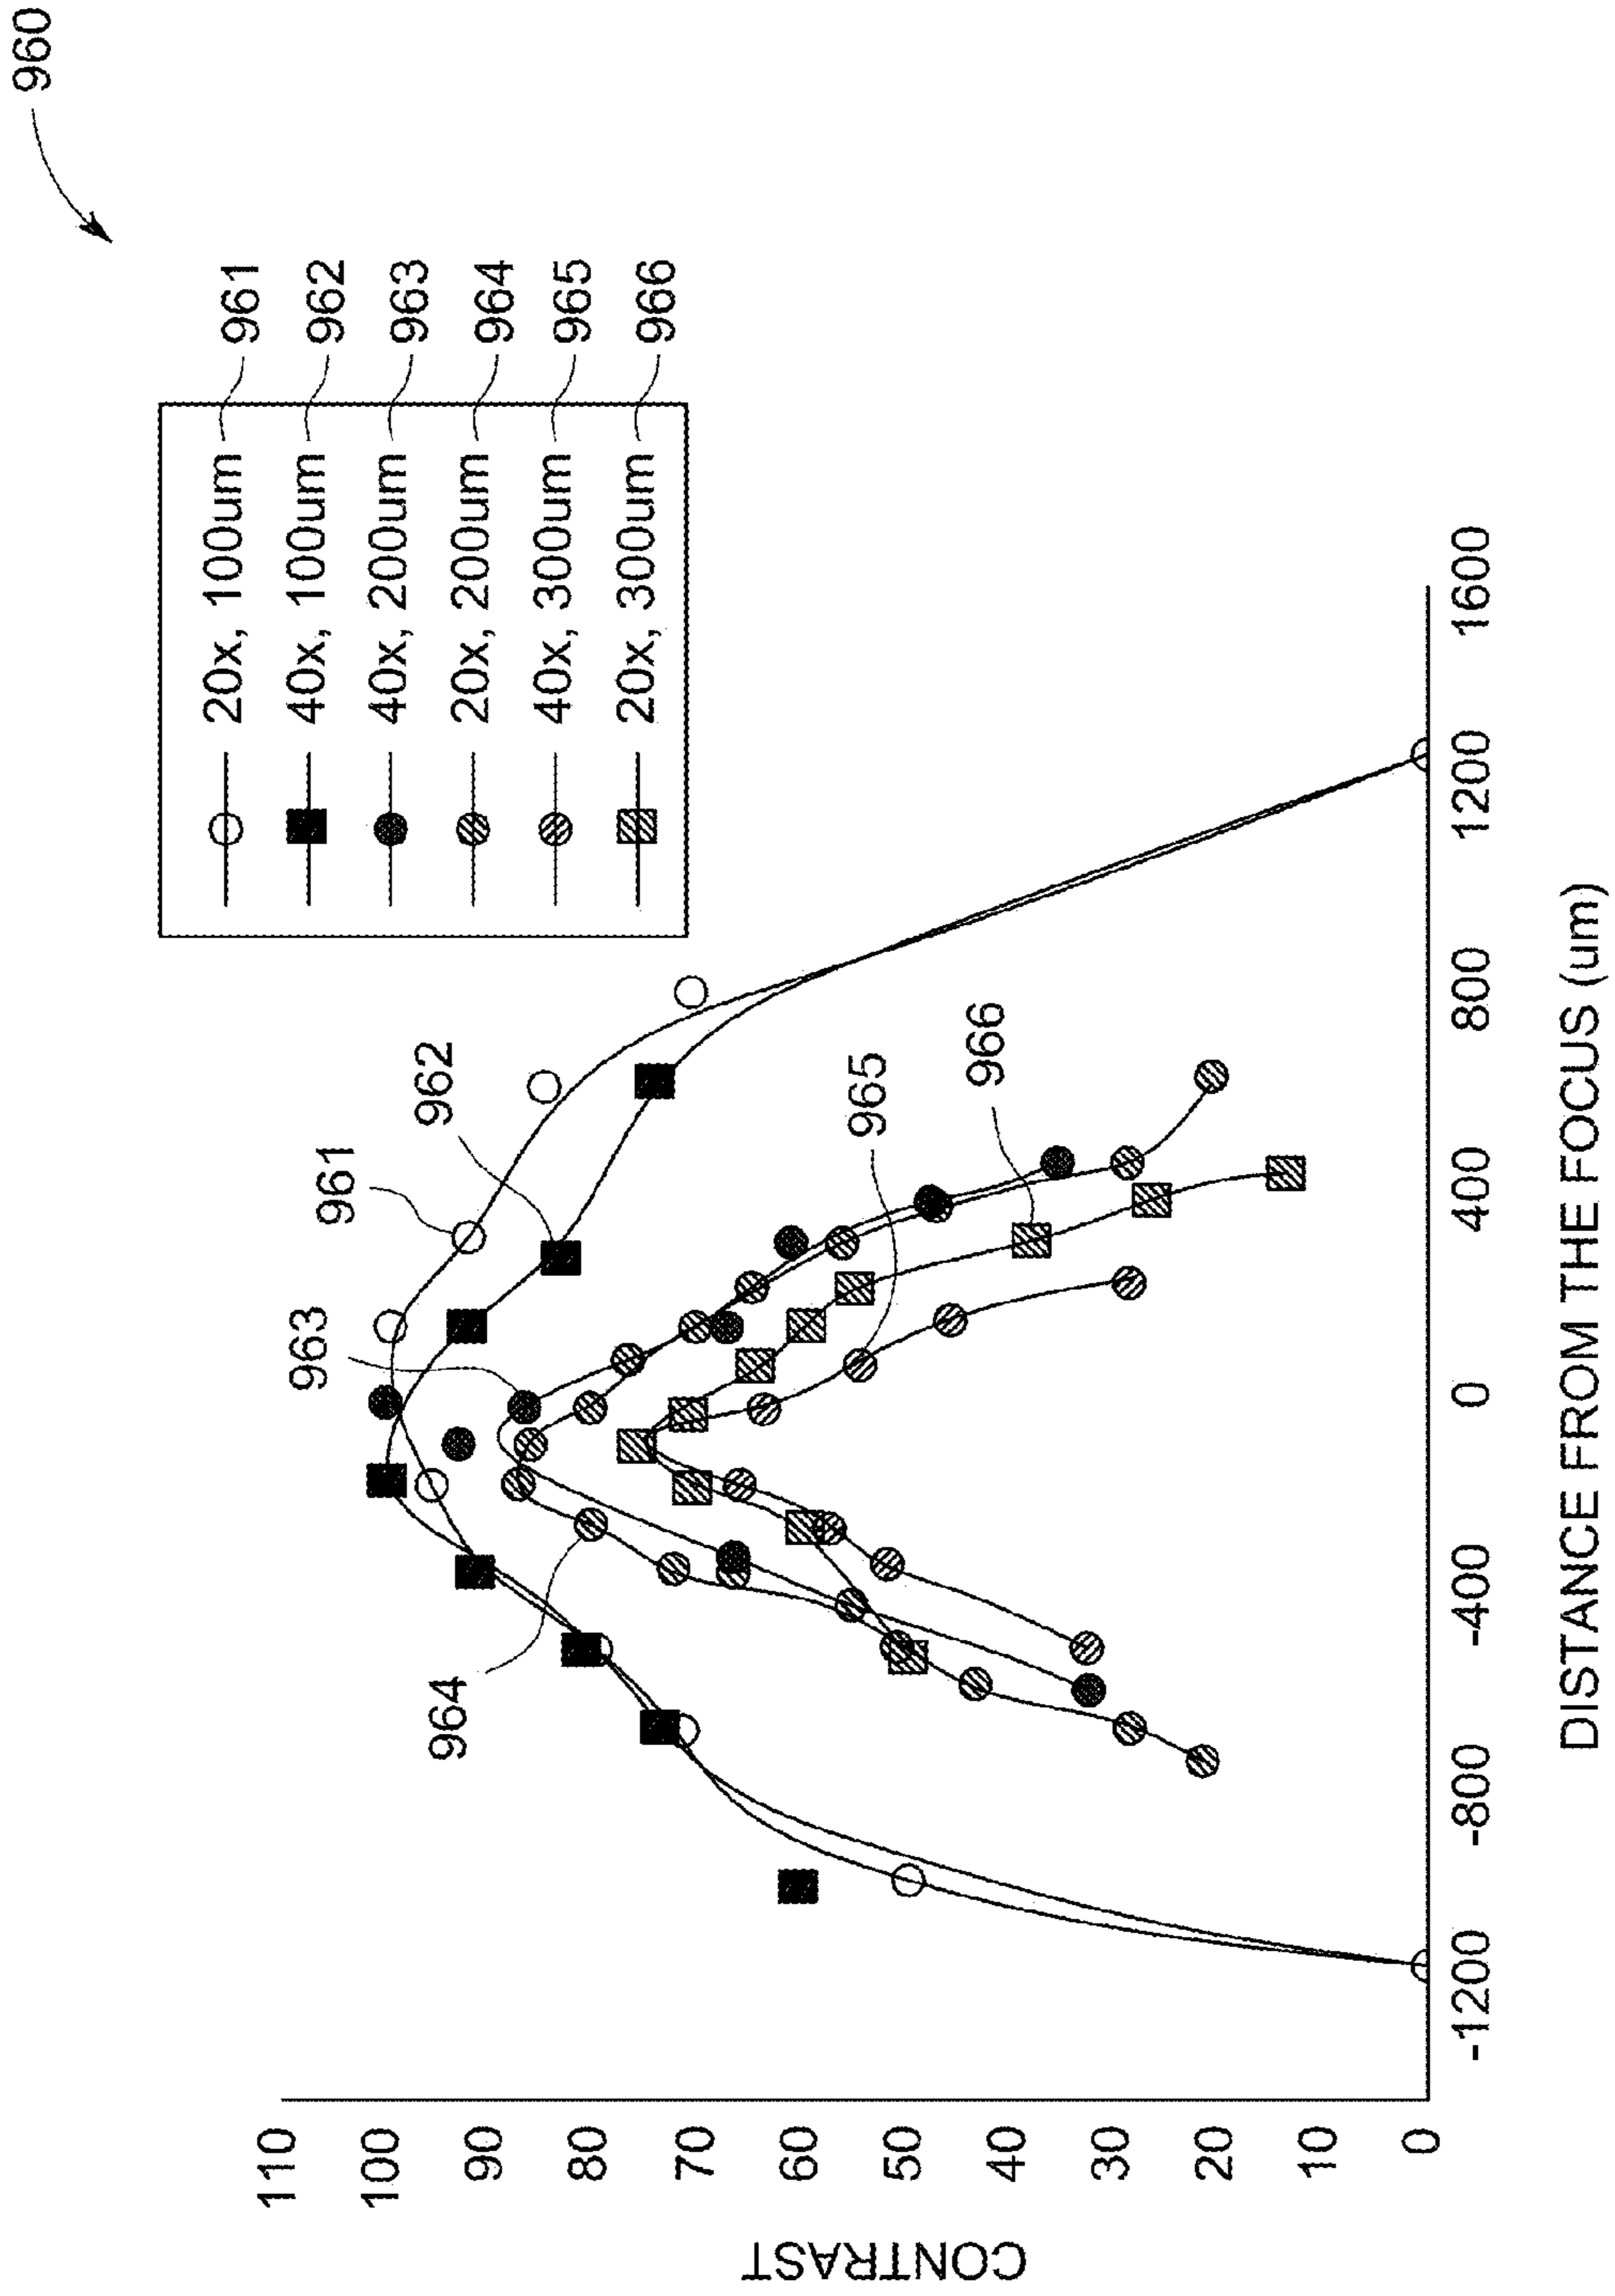 960
20x, 100um 961
40x, 100um 962
40x, 200um 963
20x, 200um 964
40x, 300um 965
20x, 300um 966
110
100
90
80
70
60
50
40
30
20
10
0
CONTRAST
964
963
961
962
965
966
-1200 -800 -400 0 400 800 1200 1600
DISTANCE FROM THE FOCUS (um)